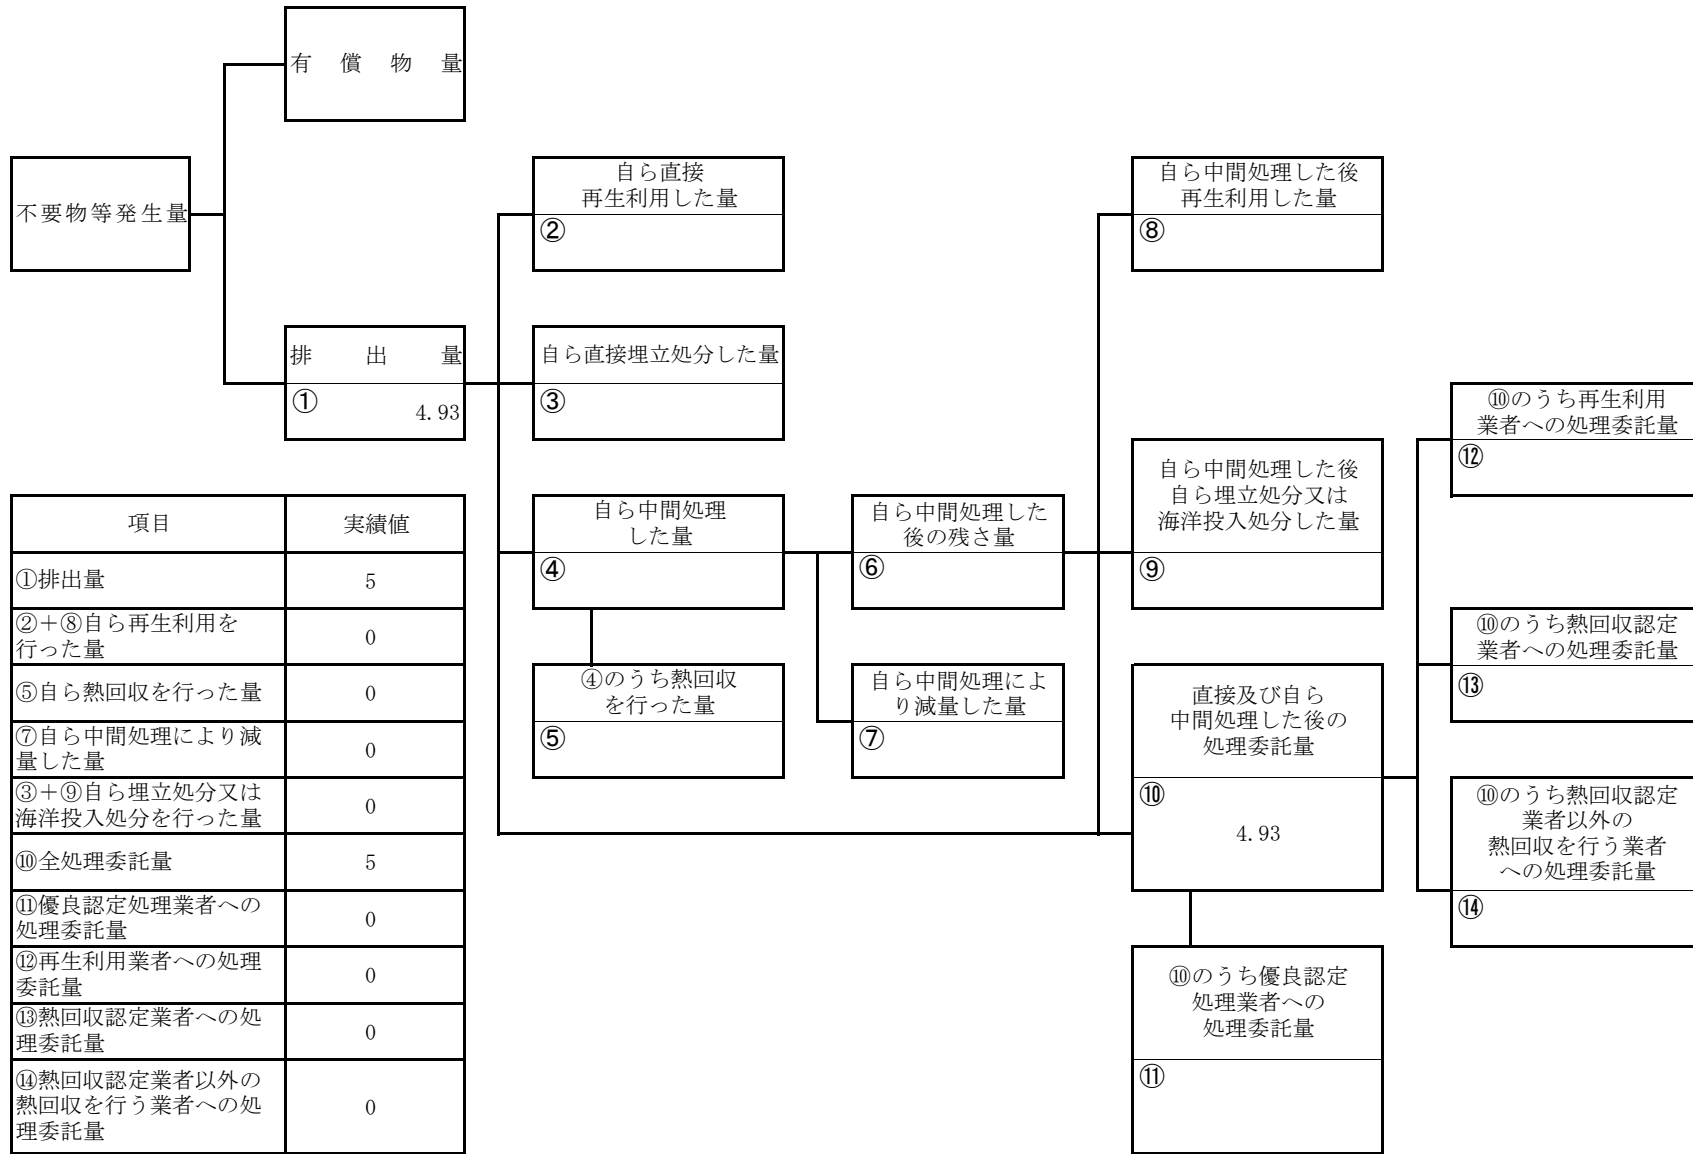 有償物量
不要物等発生量
自ら直接
再生利用した量
②
自ら中間処理した後
再生利用した量
⑧
排出量
①
4.93
自ら直接埋立処分した量
③
⑩のうち再生利用
業者への処理委託量
⑫
自ら中間処理した後
自ら埋立処分又は
海洋投入処分した量
⑨
自ら中間処理
した量
④
自ら中間処理した
後の残さ量
⑥
④のうち熱回収
を行った量
⑤
自ら中間処理によ
り減量した量
⑦
直接及び自ら
中間処理した後の
処理委託量
⑩
4.93
⑩のうち熱回収認定
業者への処理委託量
⑬
⑩のうち熱回収認定
業者以外の
熱回収を行う業者
への処理委託量
⑭
⑩のうち優良認定
処理業者への
処理委託量
⑪
項目 実績値
①排出量 5
②+⑧自ら再生利用を
行った量 0
⑤自ら熱回収を行った量 0
⑦自ら中間処理により減
量した量 0
③+⑨自ら埋立処分又は
海洋投入処分を行った量 0
⑩全処理委託量 5
⑪優良認定処理業者への
処理委託量 0
⑫再生利用業者への処理
委託量 0
⑬熱回収認定業者への処
理委託量 0
⑭熱回収認定業者以外の
熱回収を行う業者への処
理委託量 0